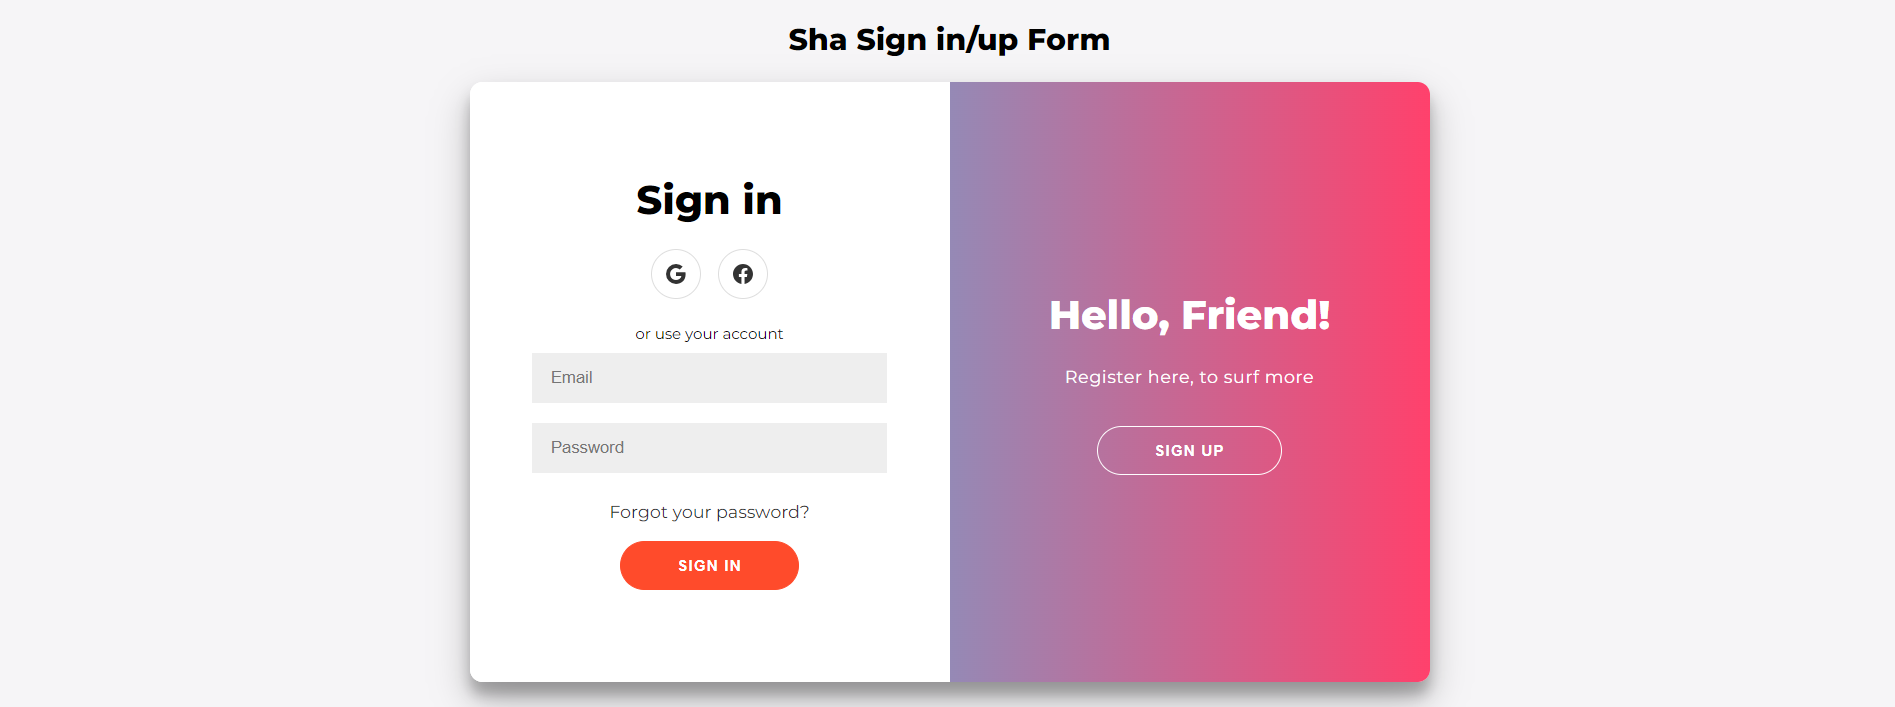 Sha Sign in/up Form
Sign in
or use your account
Email
Password
Forgot your password?
SIGN IN
Hello, Friend!
Register here, to surf more
SIGN UP